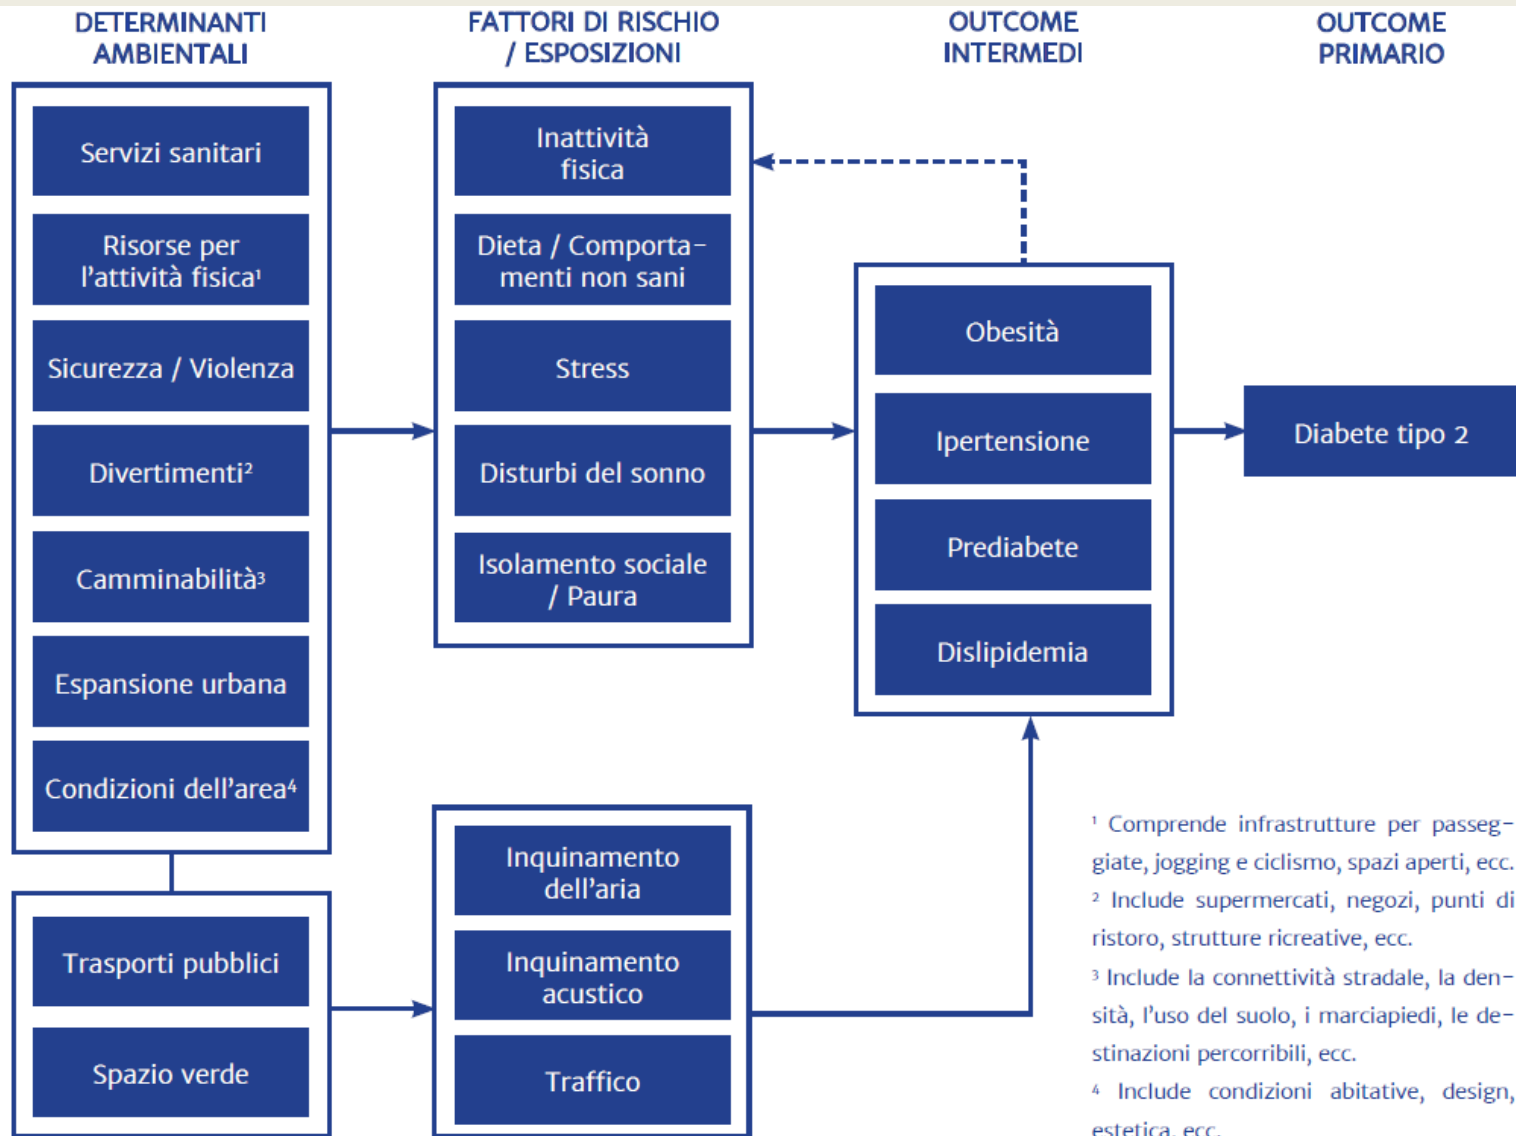 DETERMINANTI
AMBIENTALI
Servizi sanitari
Risorse per
l'attività fisica¹
Sicurezza / Violenza
Divertimenti²
Camminabilità³
Espansione urbana
Condizioni dell'area⁴
Trasporti pubblici
Spazio verde
FATTORI DI RISCHIO
/ ESPOSIZIONI
Inattività
fisica
Dieta / Comporta-
menti non sani
Stress
Disturbi del sonno
Isolamento sociale
/ Paura
Inquinamento
dell'aria
Inquinamento
acustico
Traffico
OUTCOME
INTERMEDI
Obesità
Ipertensione
Prediabete
Dislipidemia
OUTCOME
PRIMARIO
Diabete tipo 2
¹ Comprende infrastrutture per passeg-
giate, jogging e ciclismo, spazi aperti, ecc.
² Include supermercati, negozi, punti di
ristoro, strutture ricreative, ecc.
³ Include la connettività stradale, la den-
sità, l'uso del suolo, i marciapiedi, le de-
stinazioni percorribili, ecc.
⁴ Include condizioni abitative, design,
estetica, ecc.